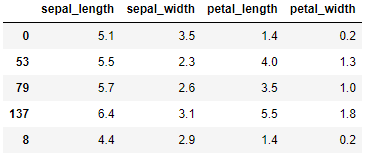 sepal_length sepal_width petal_length petal_width
0 5.1 3.5 1.4 0.2
53 5.5 2.3 4.0 1.3
79 5.7 2.6 3.5 1.0
137 6.4 3.1 5.5 1.8
8 4.4 2.9 1.4 0.2